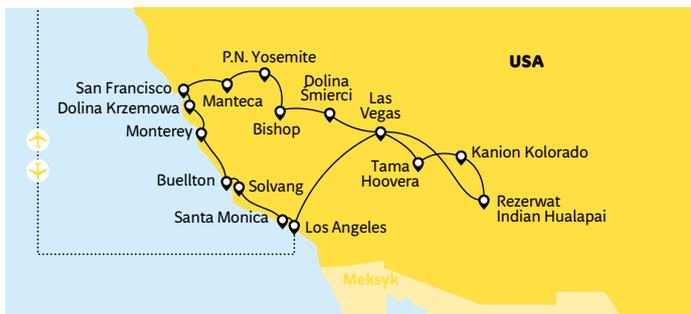 P.N. Yosemite
USA
San Francisco
Dolina
Śmierci
Las
Vegas
Manteca
Dolina Krzemowa
Monterey
Bishop
Kanion Kolorado
Tama
Hoovera
Buellton
Solvang
Rezerwat
Indian Hualapai
Santa Monica
Los Angeles
Meksyk